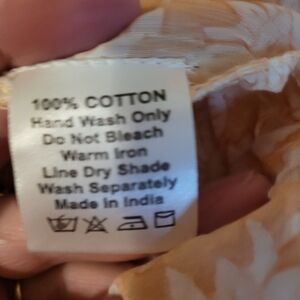 100% COTTON
Hand Wash Only
Do Not Bleach
Warm Iron
Line Dry Shade
Wash Separately
Made in India